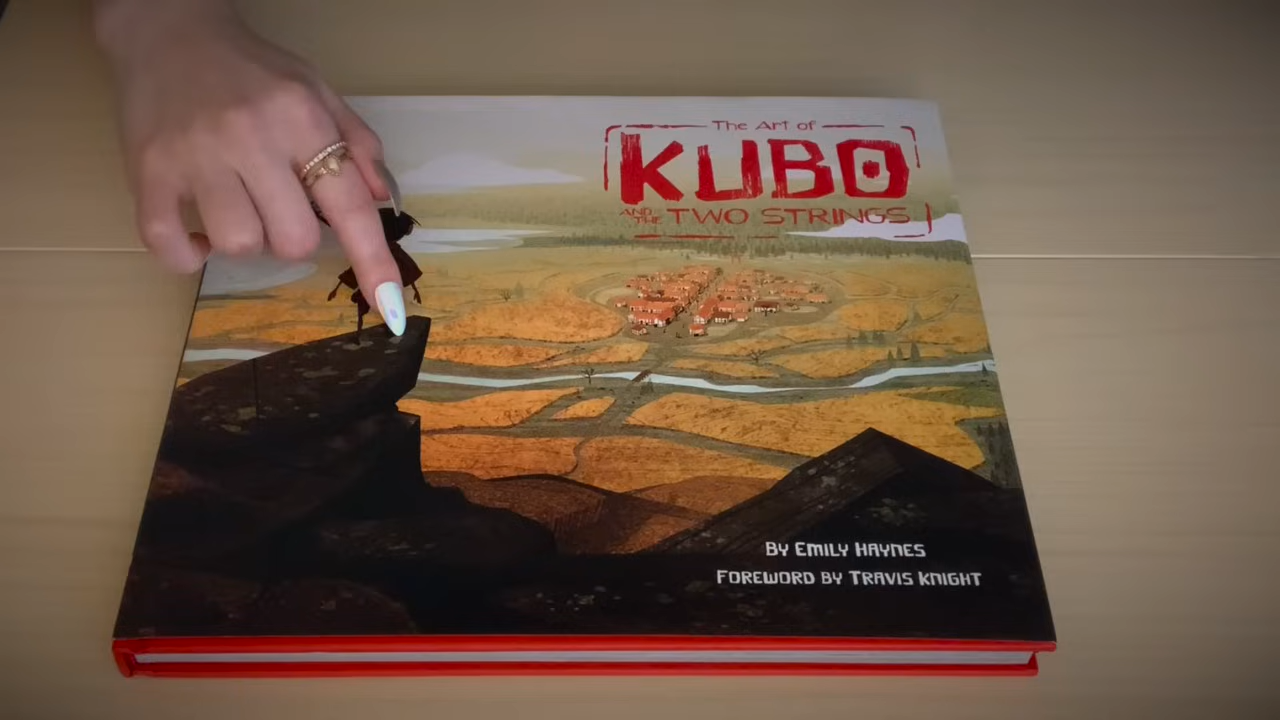 The Art of
KUBO
AND THE TWO STRINGS
BY EMILY HAYNES
FOREWORD BY TRAVIS KNIGHT